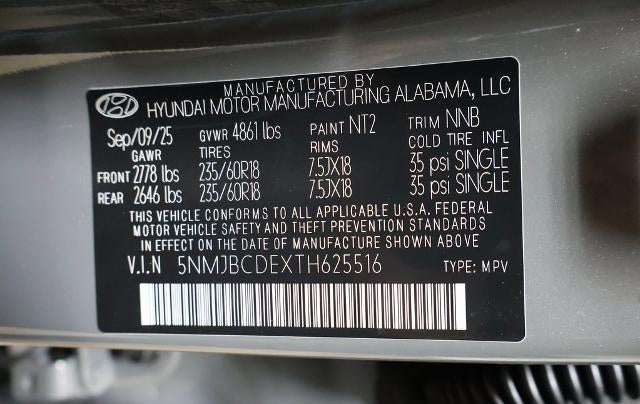 MANUFACTURED BY
HYUNDAI MOTOR MANUFACTURING ALABAMA, LLC
Sep/09/25 GVWR 4861 lbs PAINT NT2 TRIM NNB
GAWR TIRES RIMS COLD TIRE INFL
FRONT 2778 lbs 235/60R18 7.5JX18 35 psi SINGLE
REAR 2646 lbs 235/60R18 7.5JX18 35 psi SINGLE
THIS VEHICLE CONFORMS TO ALL APPLICABLE U.S.A. FEDERAL
MOTOR VEHICLE SAFETY AND THEFT PREVENTION STANDARDS
IN EFFECT ON THE DATE OF MANUFACTURE SHOWN ABOVE
V.I.N 5NMJBCDEXTH625516 TYPE: MPV